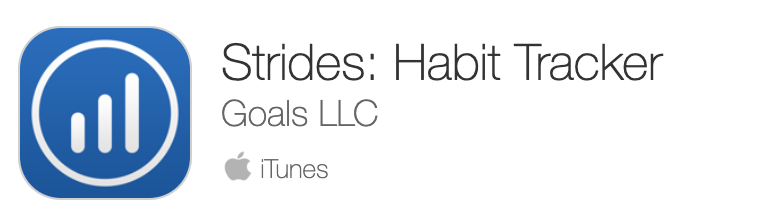 Strides: Habit Tracker
Goals LLC
iTunes